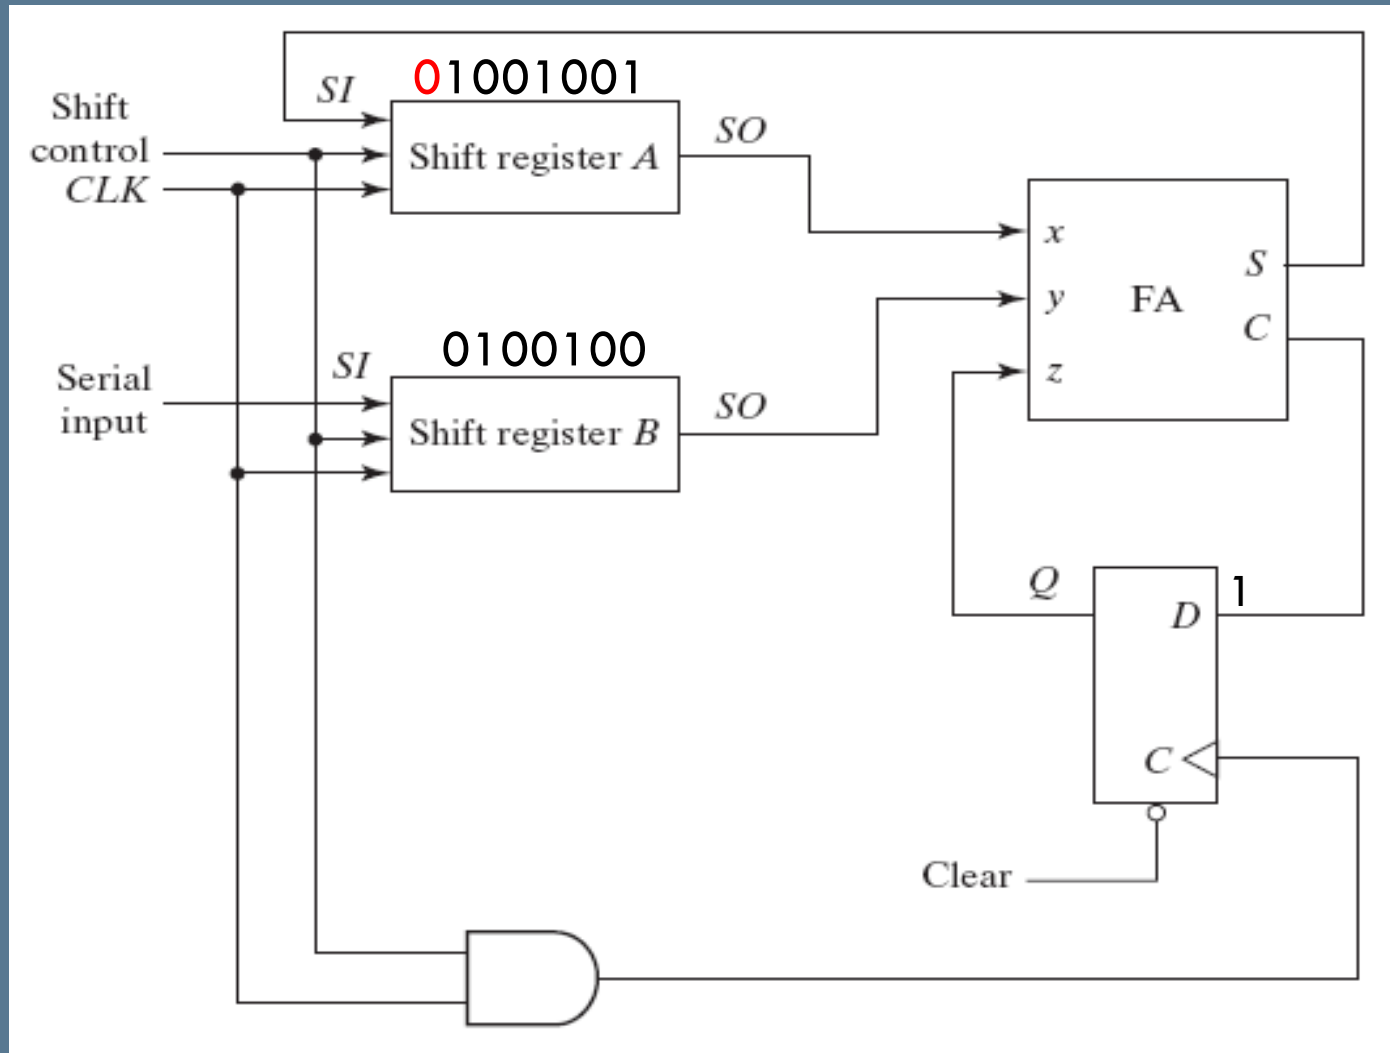 SI
01001001
Shift
control
CLK
Shift register A
SO
x
y
z
FA
S
C
Serial
input
SI
0100100
Shift register B
SO
Q
D
1
C
Clear